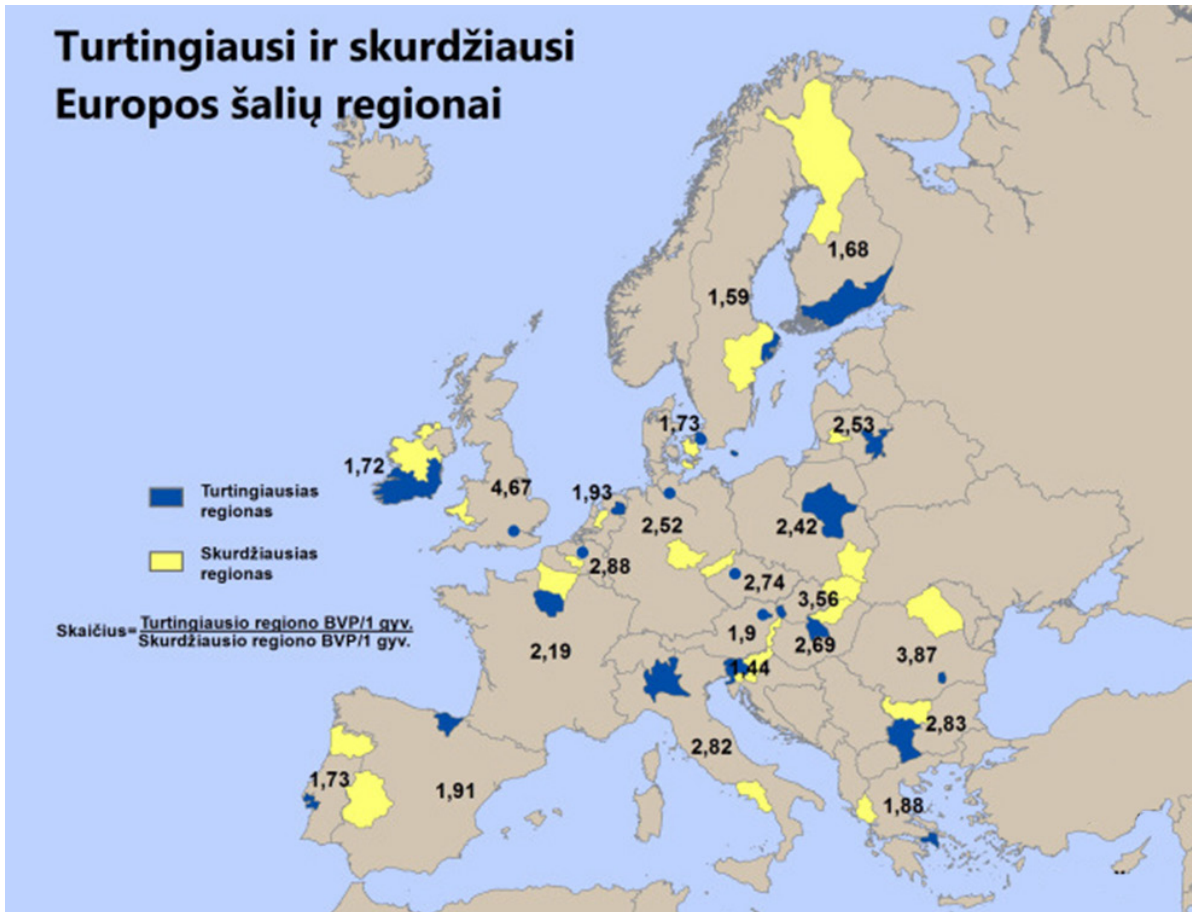 Turtingiausi ir skurdžiausi
Europos šalių regionai
1,68
1,59
1,73
2,53
1,72
4,67
1,93
2,52
2,42
2,88
2,74
3,56
1,9
2,69
2,19
1,44
3,87
2,83
2,82
1,73
1,91
1,88
Turtingiausias
regionas
Skurdžiausias
regionas
Skaičius= Turtingiausio regiono BVP/1 gyv.
Skurdžiausio regiono BVP/1 gyv.